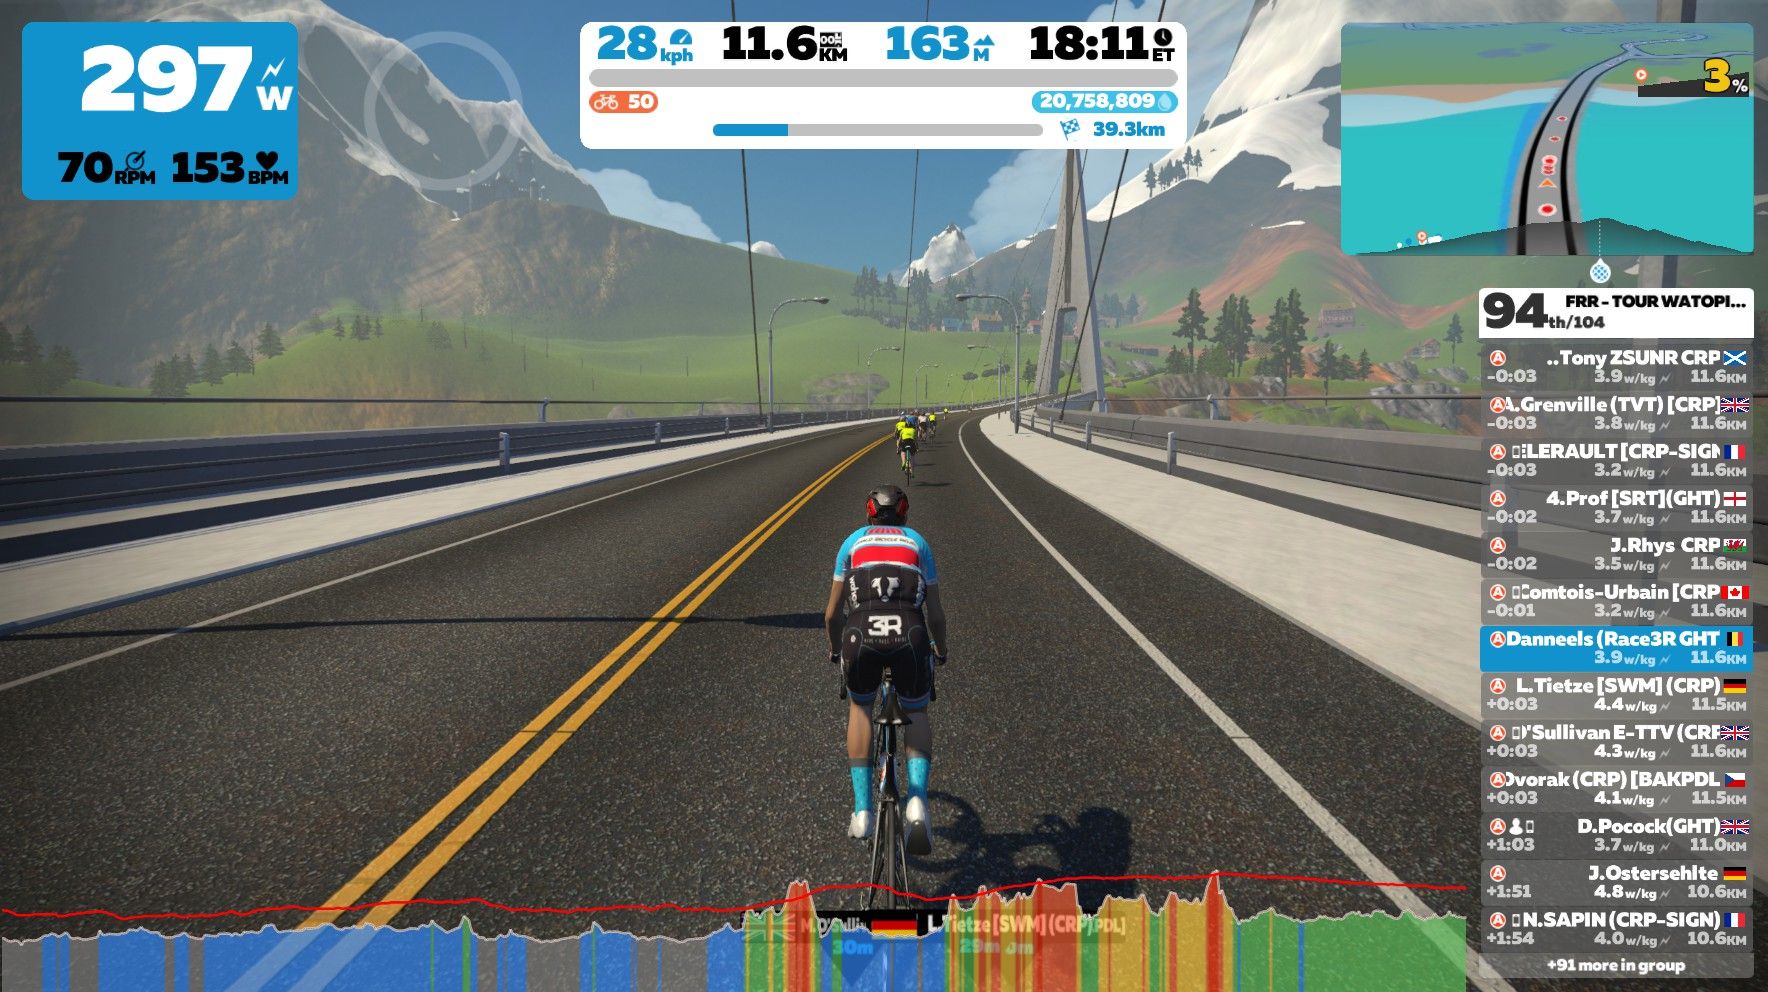 297 W
70 RPM 153 BPM
28 kph 11.6 KM 163 M 18:11 ET
50 20,758,809
39.3km
3%
94th/104 FRR - TOUR WATOPI...
A ..Tony ZSUNR CRP
-0:03 3.9w/kg 11.6KM
A A.Grenville (TVT) [CRP]
-0:03 3.8w/kg 11.6KM
A LERAULT [CRP-SIGN
-0:03 3.2w/kg 11.6KM
A 4.Prof [SRT](GHT)
-0:02 3.7w/kg 11.6KM
A J.Rhys CRP
-0:02 3.5w/kg 11.6KM
A Comtois-Urbain [CRP
-0:01 3.2w/kg 11.6KM
A Danneels (Race3R GHT
3.9w/kg 11.6KM
A L.Tietze [SWM] (CRP)
+0:03 4.4w/kg 11.5KM
A O'Sullivan E-TTV (CRP
+0:03 4.3w/kg 11.6KM
A Dvorak (CRP) [BAKPDL
+0:03 4.1w/kg 11.5KM
A D.Pocock(GHT)
+1:03 3.7w/kg 11.0KM
A J.Ostersehlte
+1:51 4.8w/kg 10.6KM
A N.SAPIN (CRP-SIGN)
+1:54 4.0w/kg 10.6KM
+91 more in group
3R
L.Tietze [SWM] (CRP)
30m 29m